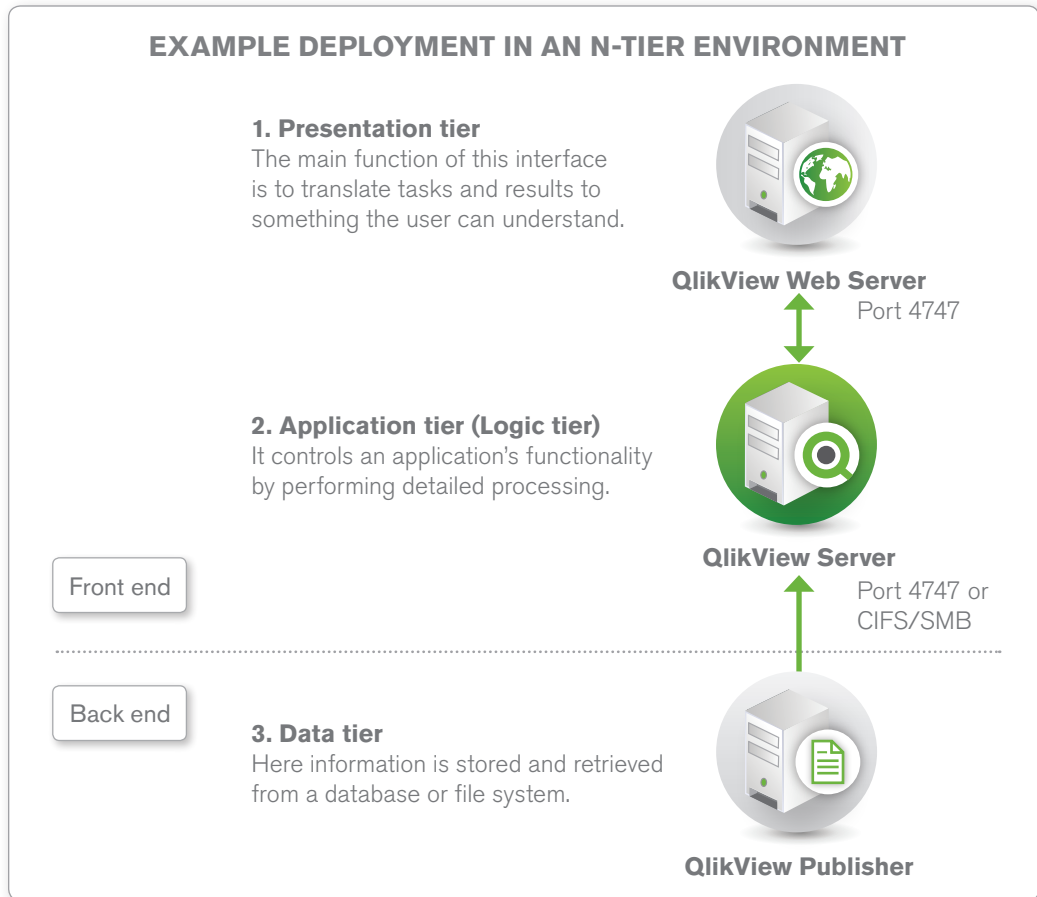 EXAMPLE DEPLOYMENT IN AN N-TIER ENVIRONMENT
1. Presentation tier
The main function of this interface
is to translate tasks and results to
something the user can understand.
QlikView Web Server
Port 4747
2. Application tier (Logic tier)
It controls an application’s functionality
by performing detailed processing.
QlikView Server
Port 4747 or
CIFS/SMB
Front end
Back end
3. Data tier
Here information is stored and retrieved
from a database or file system.
QlikView Publisher